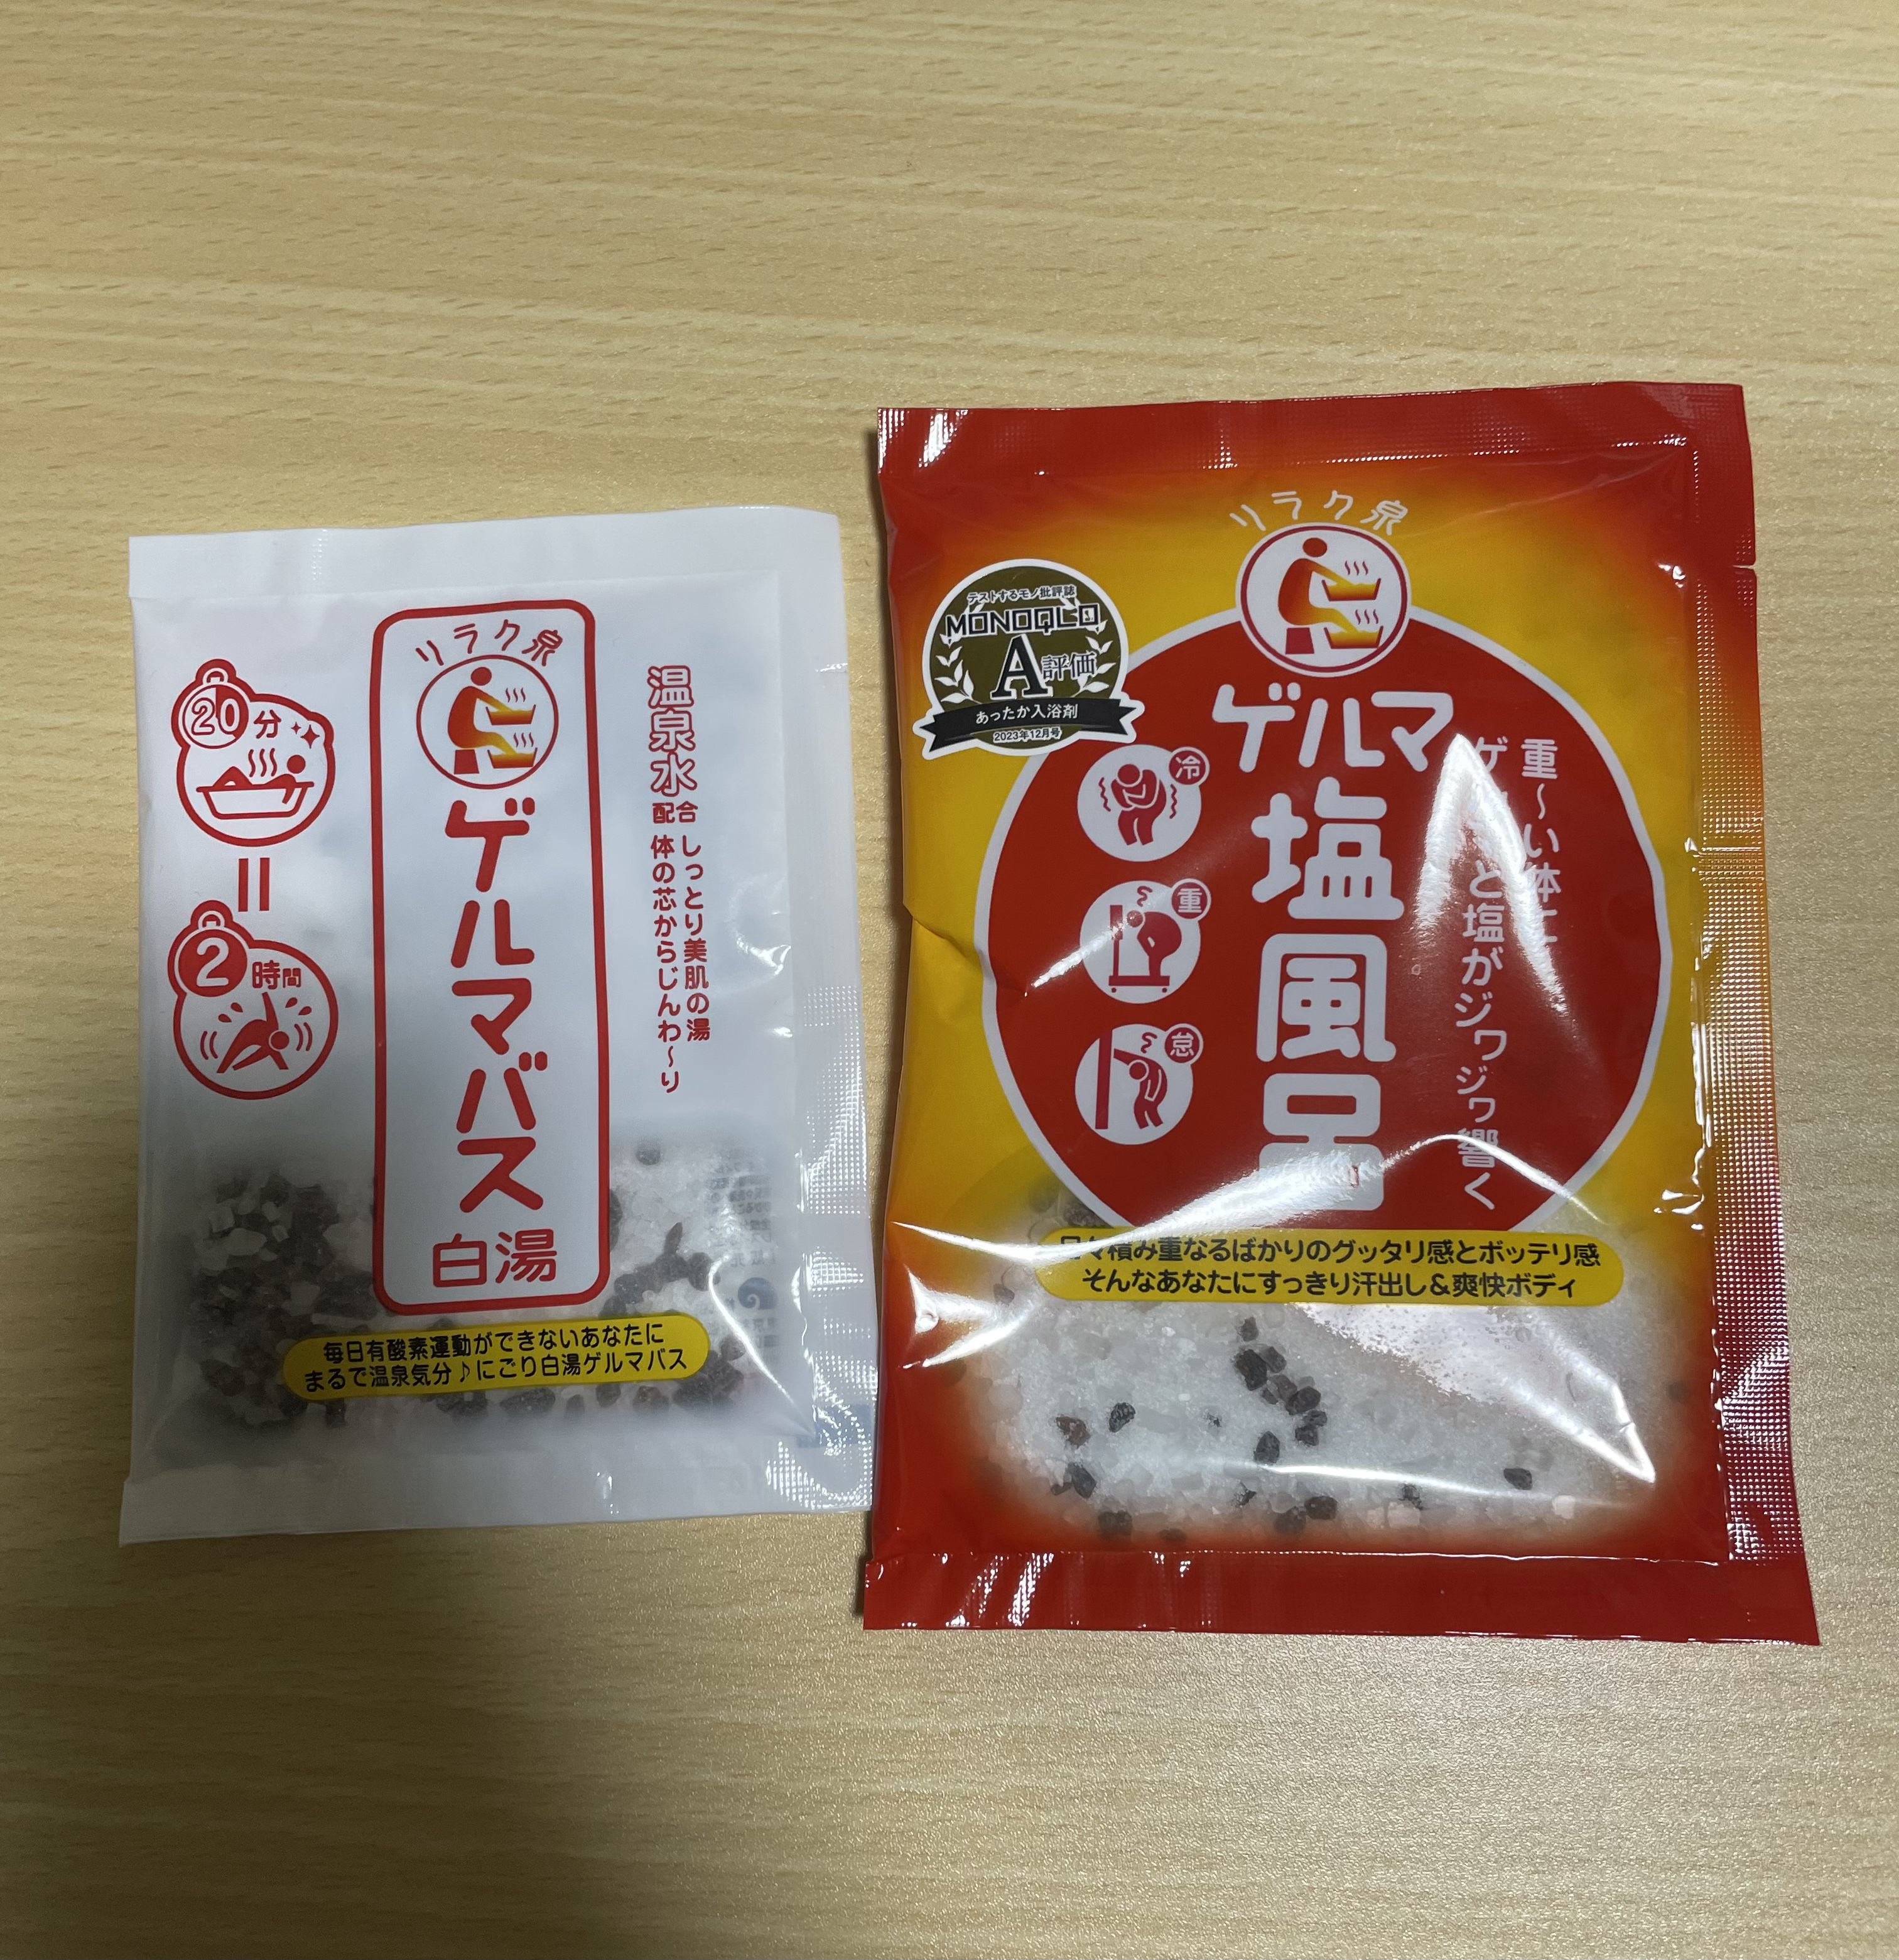 リラク泉
ゲルマバス
白湯
20分
2時間
温泉水
配合
しっとり美肌の湯
体の芯からじんわ〜り
毎日有酸素運動ができないあなたに
まるで温泉気分♪にごり白湯ゲルマバス
リラク泉
テストするモノ批評誌
MONOQLO
A評価
あったか入浴剤
2023年12月号
ゲルマ
塩風呂
冷
重
怠
重〜い体に
と塩がジワジワ響く
積み重なるばかりのグッタリ感とボッテリ感
そんなあなたにすっきり汗出し＆爽快ボディ